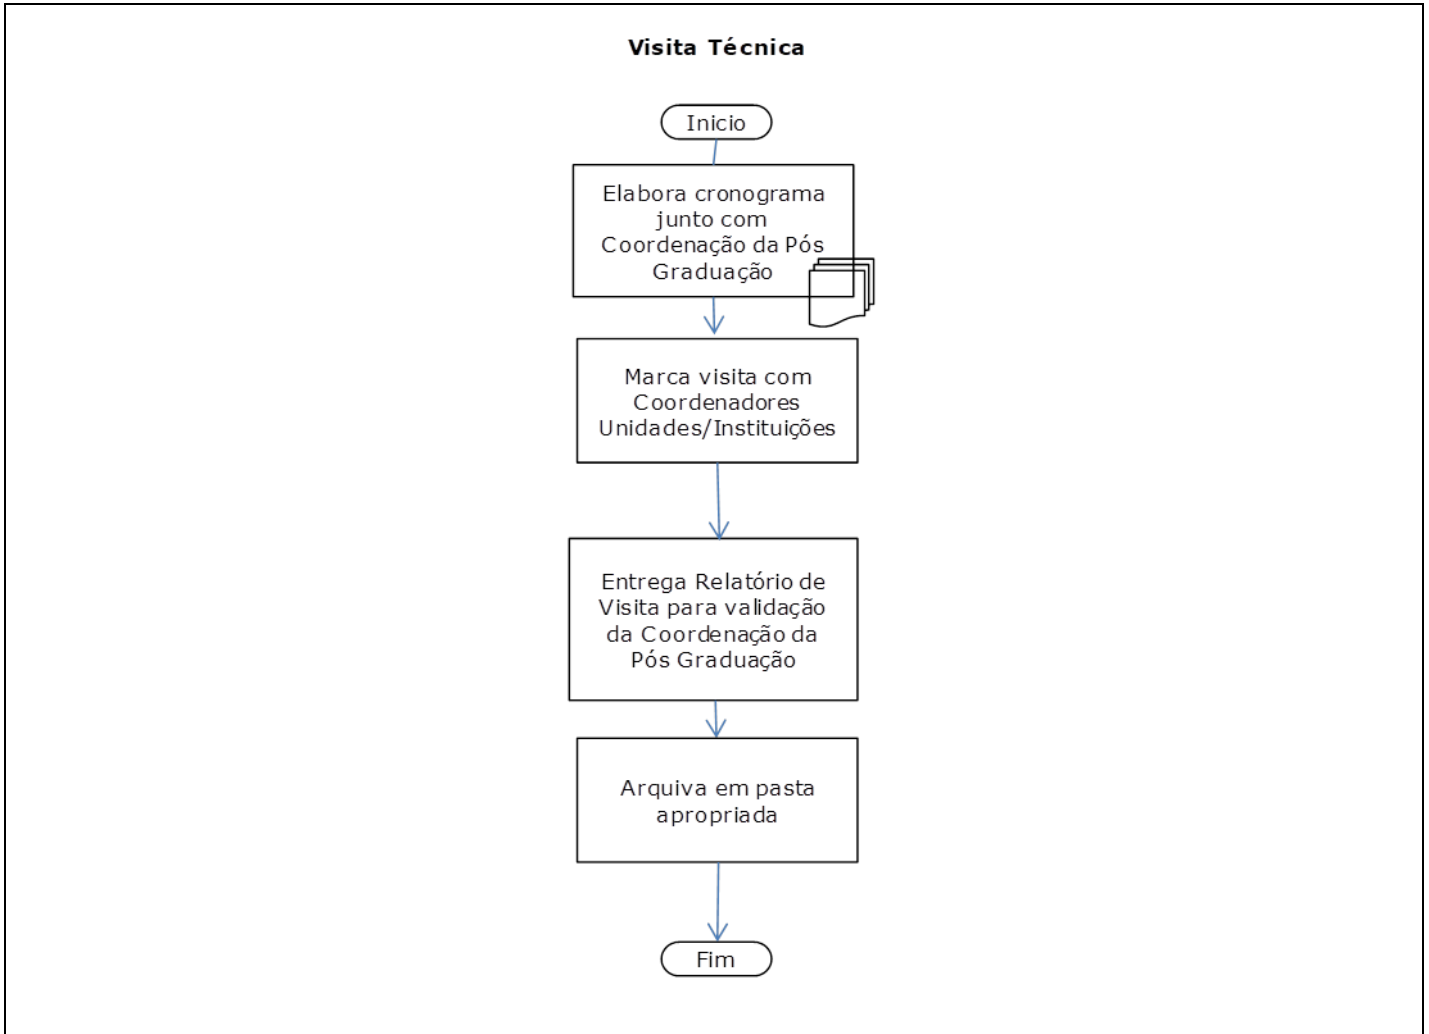 Visita Técnica
Inicio
Elabora cronograma
junto com
Coordenação da Pós
Graduação
Marca visita com
Coordenadores
Unidades/Instituições
Entrega Relatório de
Visita para validação
da Coordenação da
Pós Graduação
Arquiva em pasta
apropriada
Fim